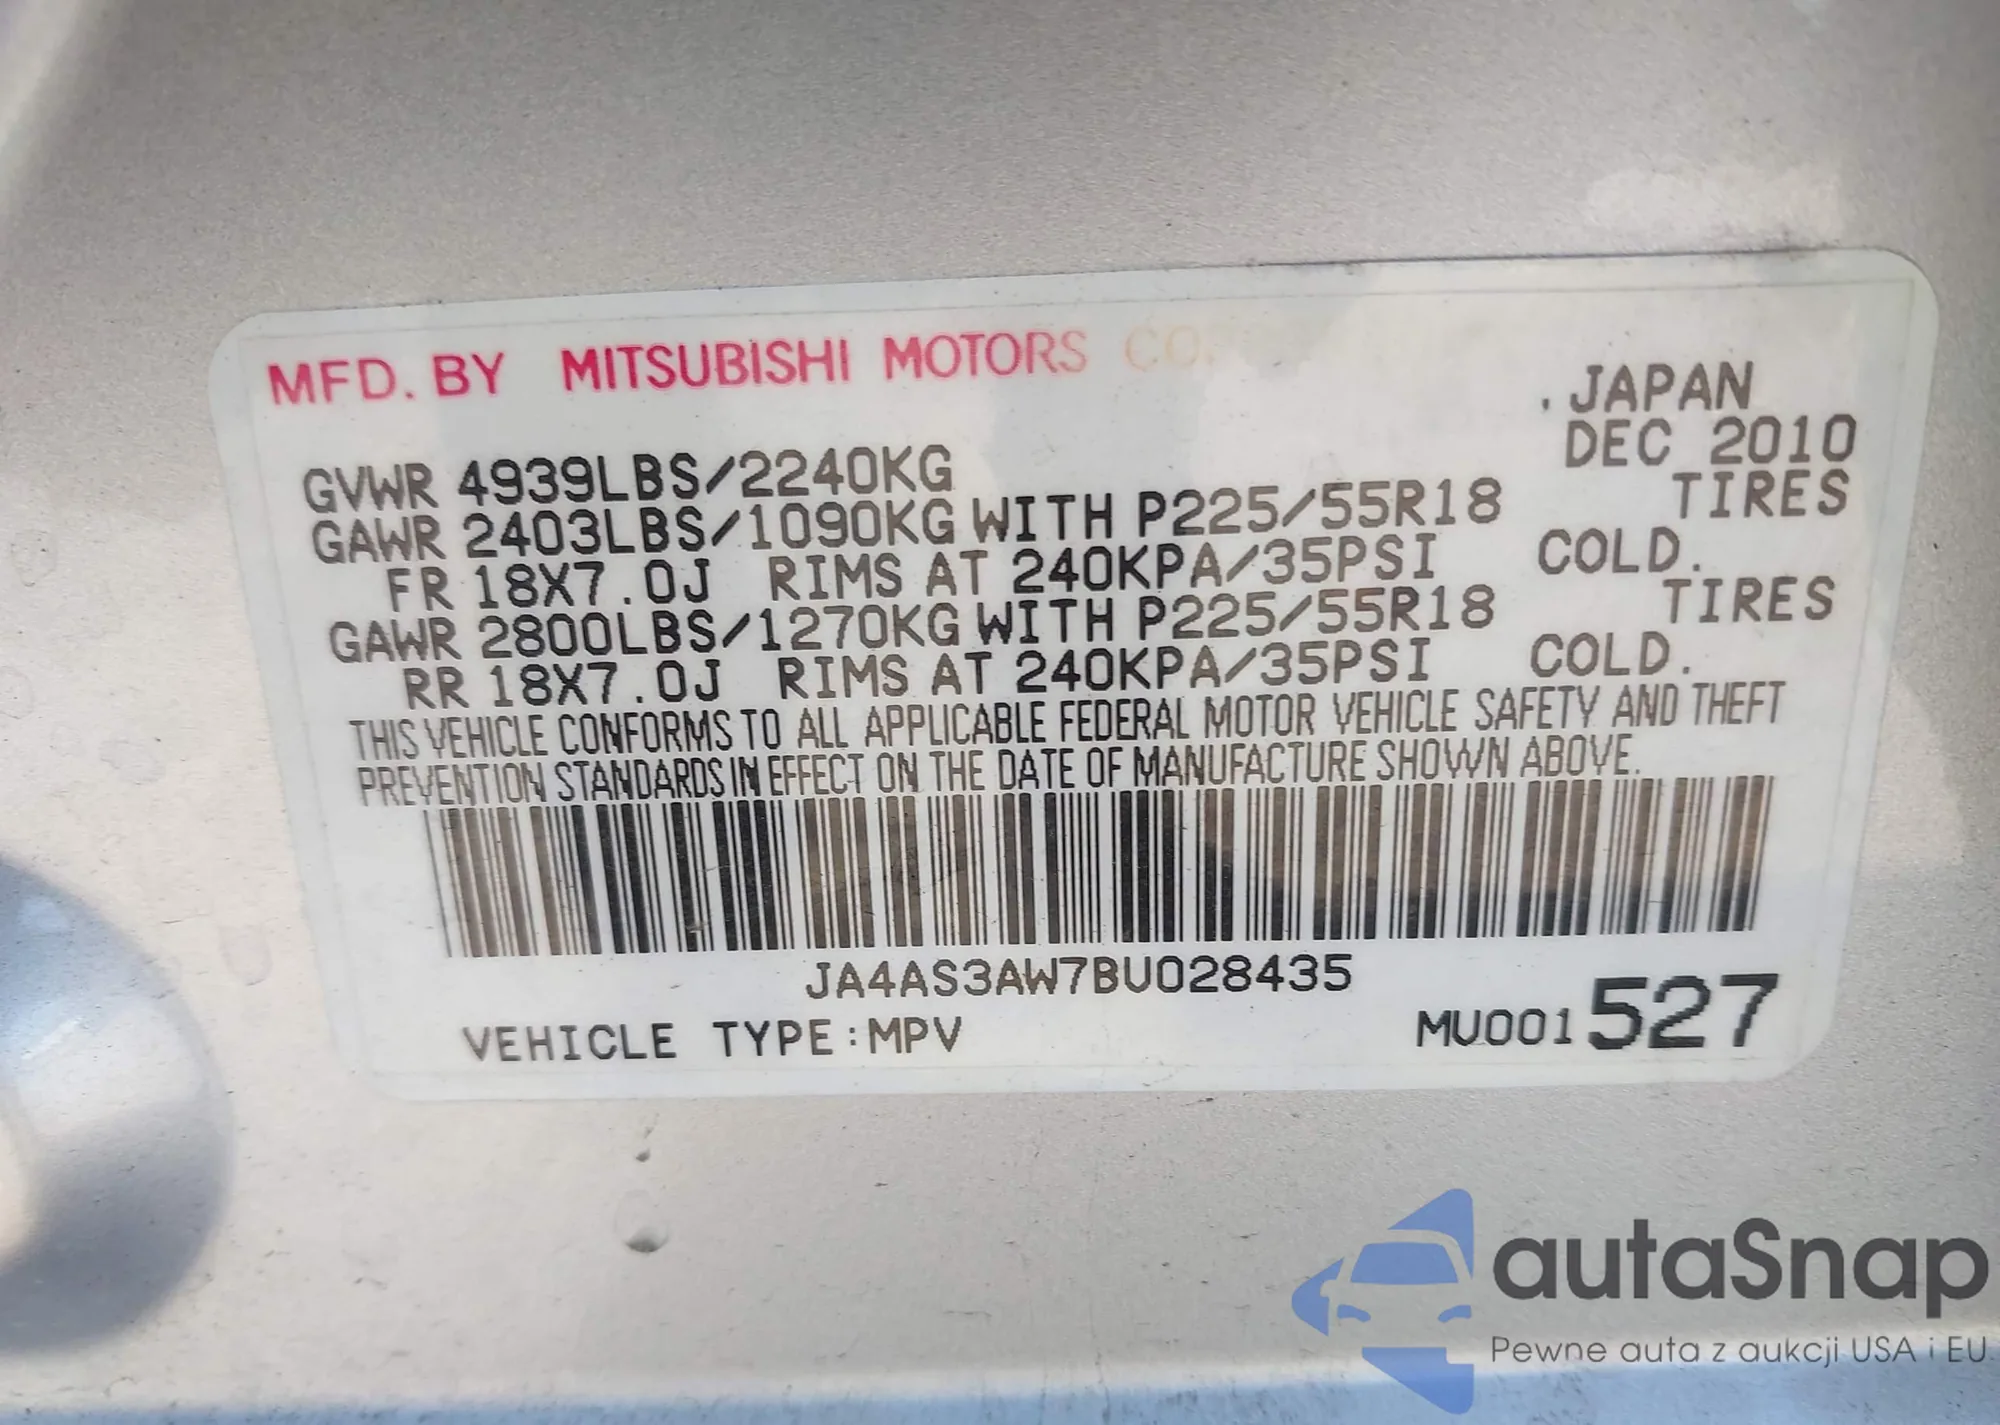 MFD. BY MITSUBISHI MOTORS
. JAPAN
DEC 2010
GVWR 4939LBS/2240KG
GAWR 2403LBS/1090KG WITH P225/55R18 TIRES
FR 18X7.0J RIMS AT 240KPA/35PSI COLD.
GAWR 2800LBS/1270KG WITH P225/55R18 TIRES
RR 18X7.0J RIMS AT 240KPA/35PSI COLD.
THIS VEHICLE CONFORMS TO ALL APPLICABLE FEDERAL MOTOR VEHICLE SAFETY AND THEFT
PREVENTION STANDARDS IN EFFECT ON THE DATE OF MANUFACTURE SHOWN ABOVE.
JA4AS3AW7BU028435
VEHICLE TYPE:MPV
MU001527
autaSnap
Pewne auta z aukcji USA i EU